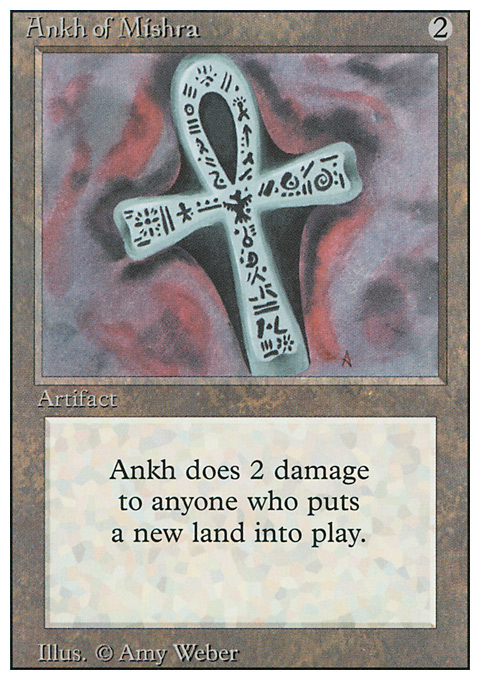 Ankh of Mishra 2
Artifact
Ankh does 2 damage
to anyone who puts
a new land into play.
Illus. © Amy Weber